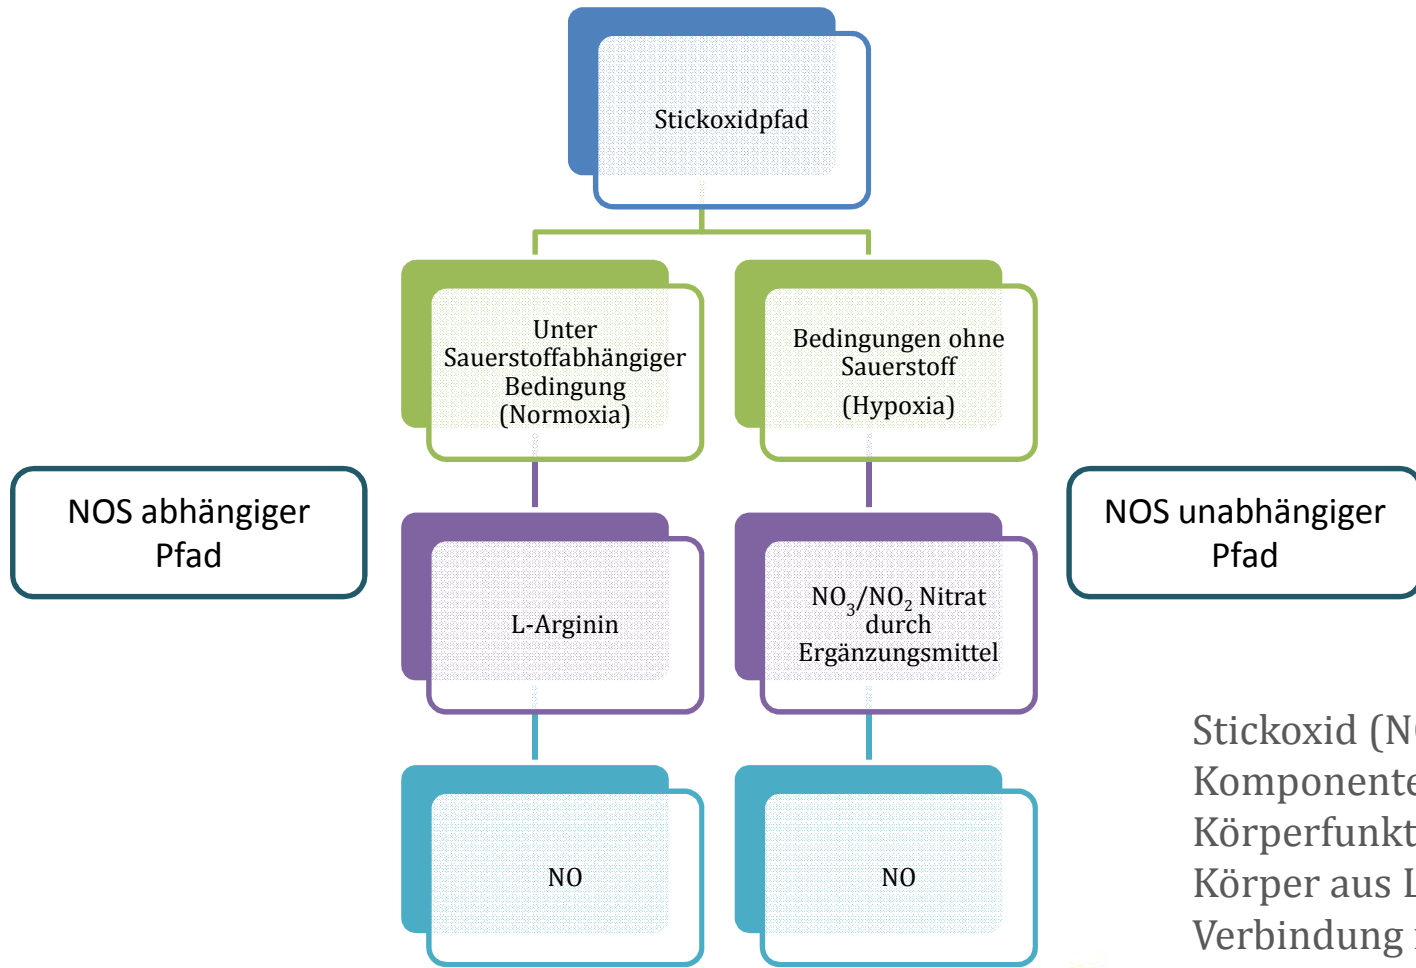 Stickoxidpfad
Unter
Sauerstoffabhängiger
Bedingung
(Normoxia)
Bedingungen ohne
Sauerstoff
(Hypoxia)
NOS abhängiger
Pfad
NOS unabhängiger
Pfad
L-Arginin
NO₃/NO₂ Nitrat
durch
Ergänzungsmittel
NO
NO
Stickoxid
Komponente
Körper aus
Verbindung